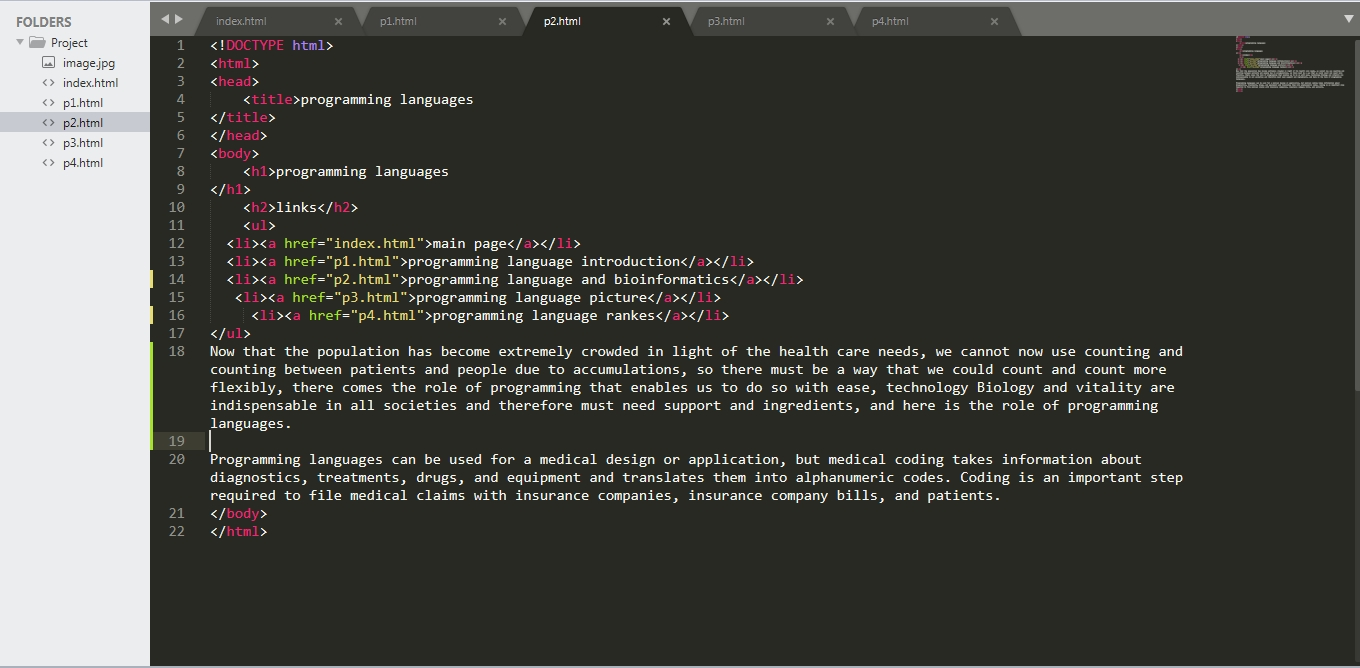 FOLDERS
Project
image.jpg
index.html
p1.html
p2.html
p3.html
p4.html
index.html × p1.html × p2.html × p3.html × p4.html ×
1 <!DOCTYPE html>
2 <html>
3 <head>
4 <title>programming languages
5 </title>
6 </head>
7 <body>
8 <h1>programming languages
9 </h1>
10 <h2>links</h2>
11 <ul>
12 <li><a href="index.html">main page</a></li>
13 <li><a href="p1.html">programming language introduction</a></li>
14 <li><a href="p2.html">programming language and bioinformatics</a></li>
15 <li><a href="p3.html">programming language picture</a></li>
16 <li><a href="p4.html">programming language rankes</a></li>
17 </ul>
18 Now that the population has become extremely crowded in light of the health care needs, we cannot now use counting and
counting between patients and people due to accumulations, so there must be a way that we could count and count more
flexibly, there comes the role of programming that enables us to do so with ease, technology Biology and vitality are
indispensable in all societies and therefore must need support and ingredients, and here is the role of programming
languages.
19
20 Programming languages can be used for a medical design or application, but medical coding takes information about
diagnostics, treatments, drugs, and equipment and translates them into alphanumeric codes. Coding is an important step
required to file medical claims with insurance companies, insurance company bills, and patients.
21 </body>
22 </html>